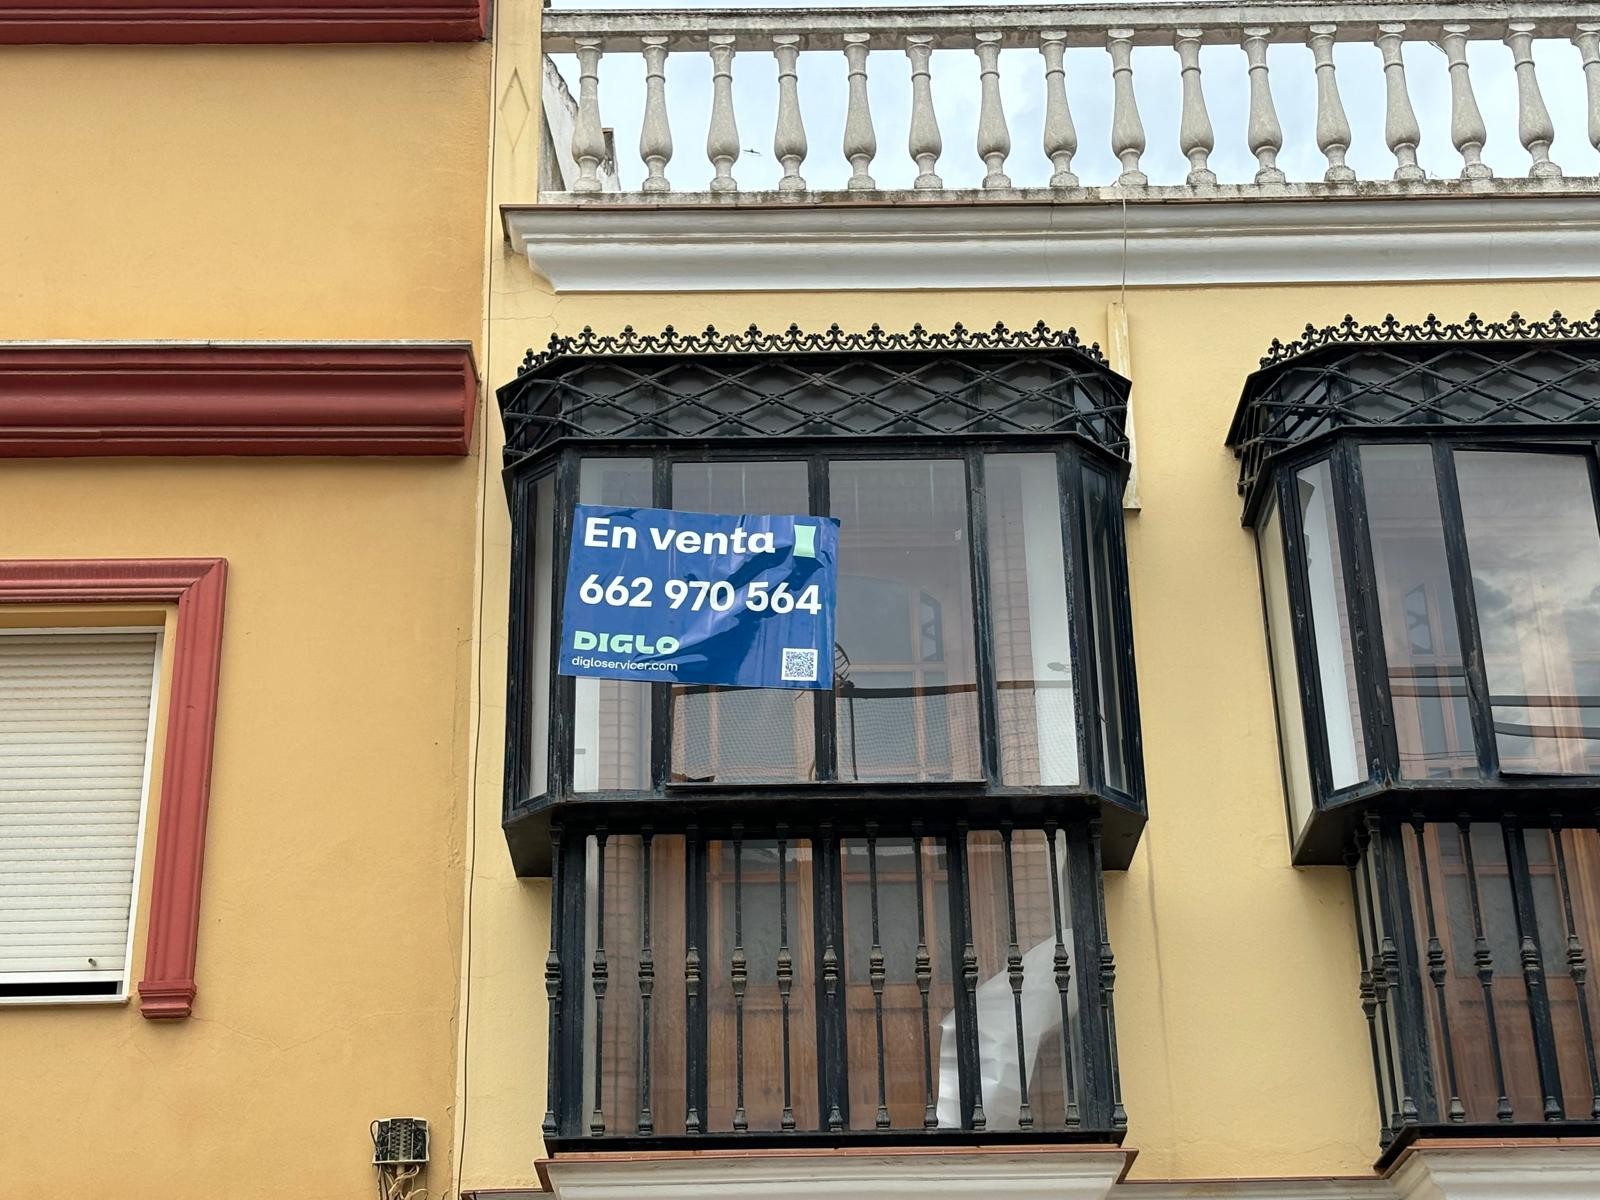 En venta
662 970 564
DIGLO
digloservicer.com